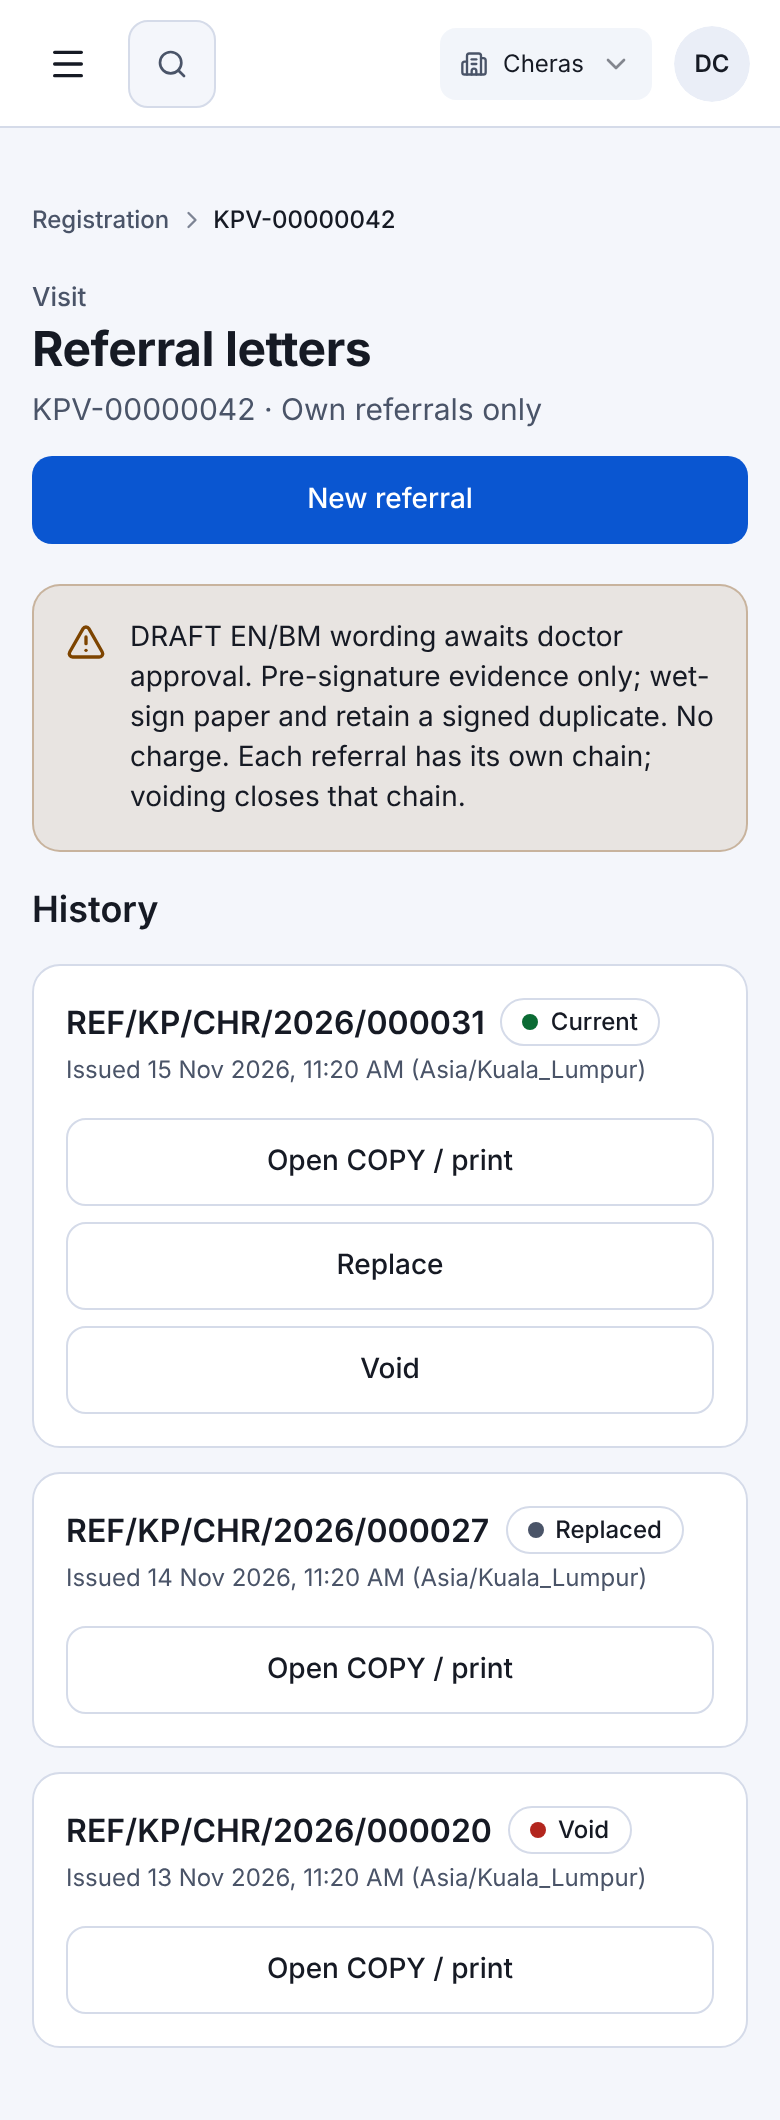 Cheras
DC
Registration
KPV-00000042
Visit
Referral letters
KPV-00000042 · Own referrals only
New referral
DRAFT EN/BM wording awaits doctor
approval. Pre-signature evidence only; wet-
sign paper and retain a signed duplicate. No
charge. Each referral has its own chain;
voiding closes that chain.
History
REF/KP/CHR/2026/000031
Current
Issued 15 Nov 2026, 11:20 AM (Asia/Kuala_Lumpur)
Open COPY / print
Replace
Void
REF/KP/CHR/2026/000027
Replaced
Issued 14 Nov 2026, 11:20 AM (Asia/Kuala_Lumpur)
Open COPY / print
REF/KP/CHR/2026/000020
Void
Issued 13 Nov 2026, 11:20 AM (Asia/Kuala_Lumpur)
Open COPY / print